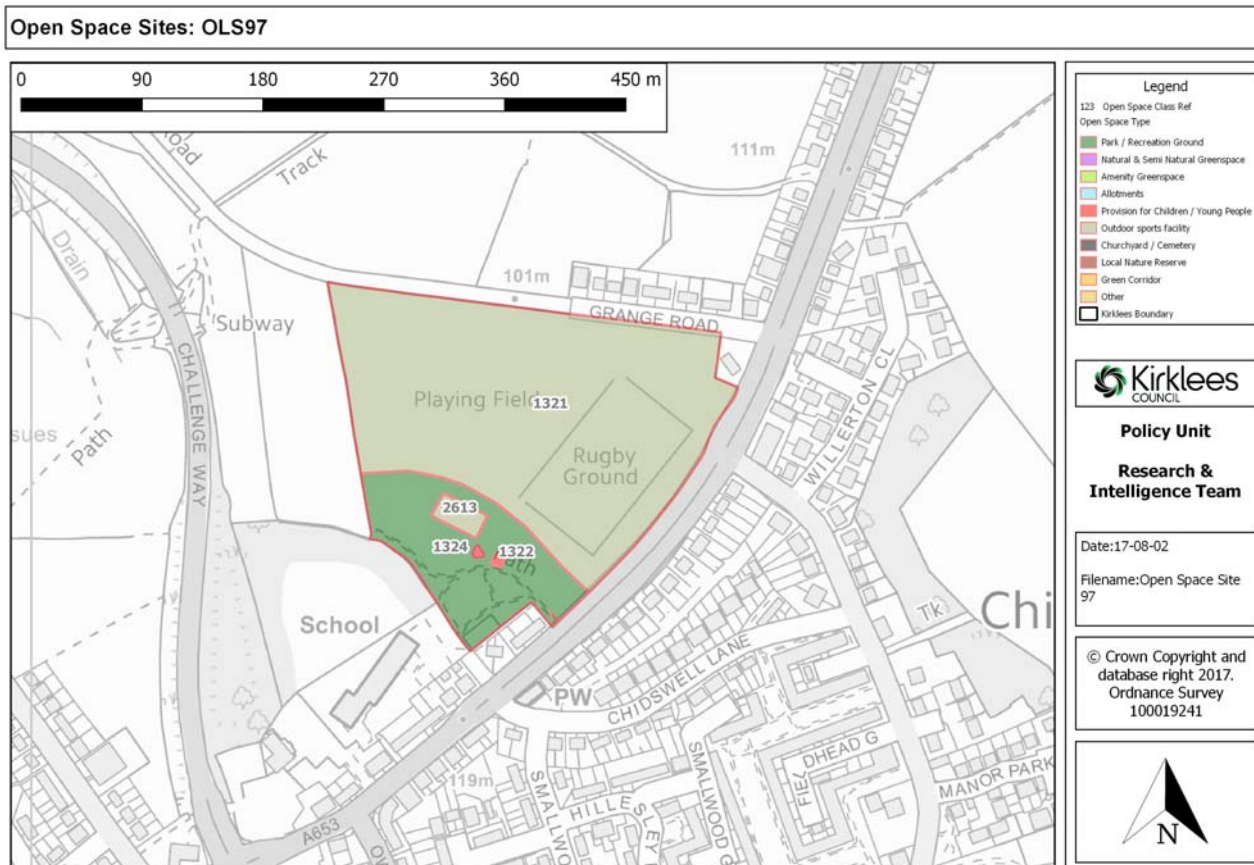 Open Space Sites: OLS97
0 90 180 270 360 450 m
Road
Track
111m
Drain
101m
GRANGE ROAD
Subway
CHALLENGE WAY
WILLERTON CL
Playing Field
1321
sues
Path
Rugby
Ground
2613
1324
1322
ath
School
Tk
Chi
PW
CHIDSWELL LANE
119m
SMALLWO
HILLESLEY
SMALLWOOD G
DHEAD G
MANOR PARK
A653
Legend
123 Open Space Class Ref
Open Space Type
Park / Recreation Ground
Natural & Semi Natural Greenspace
Amenity Greenspace
Allotments
Provision for Children / Young People
Outdoor sports facility
Churchyard / Cemetery
Local Nature Reserve
Green Corridor
Other
Kirklees Boundary
Kirklees
COUNCIL
Policy Unit
Research &
Intelligence Team
Date:17-08-02
Filename:Open Space Site
97
© Crown Copyright and
database right 2017.
Ordnance Survey
100019241
N